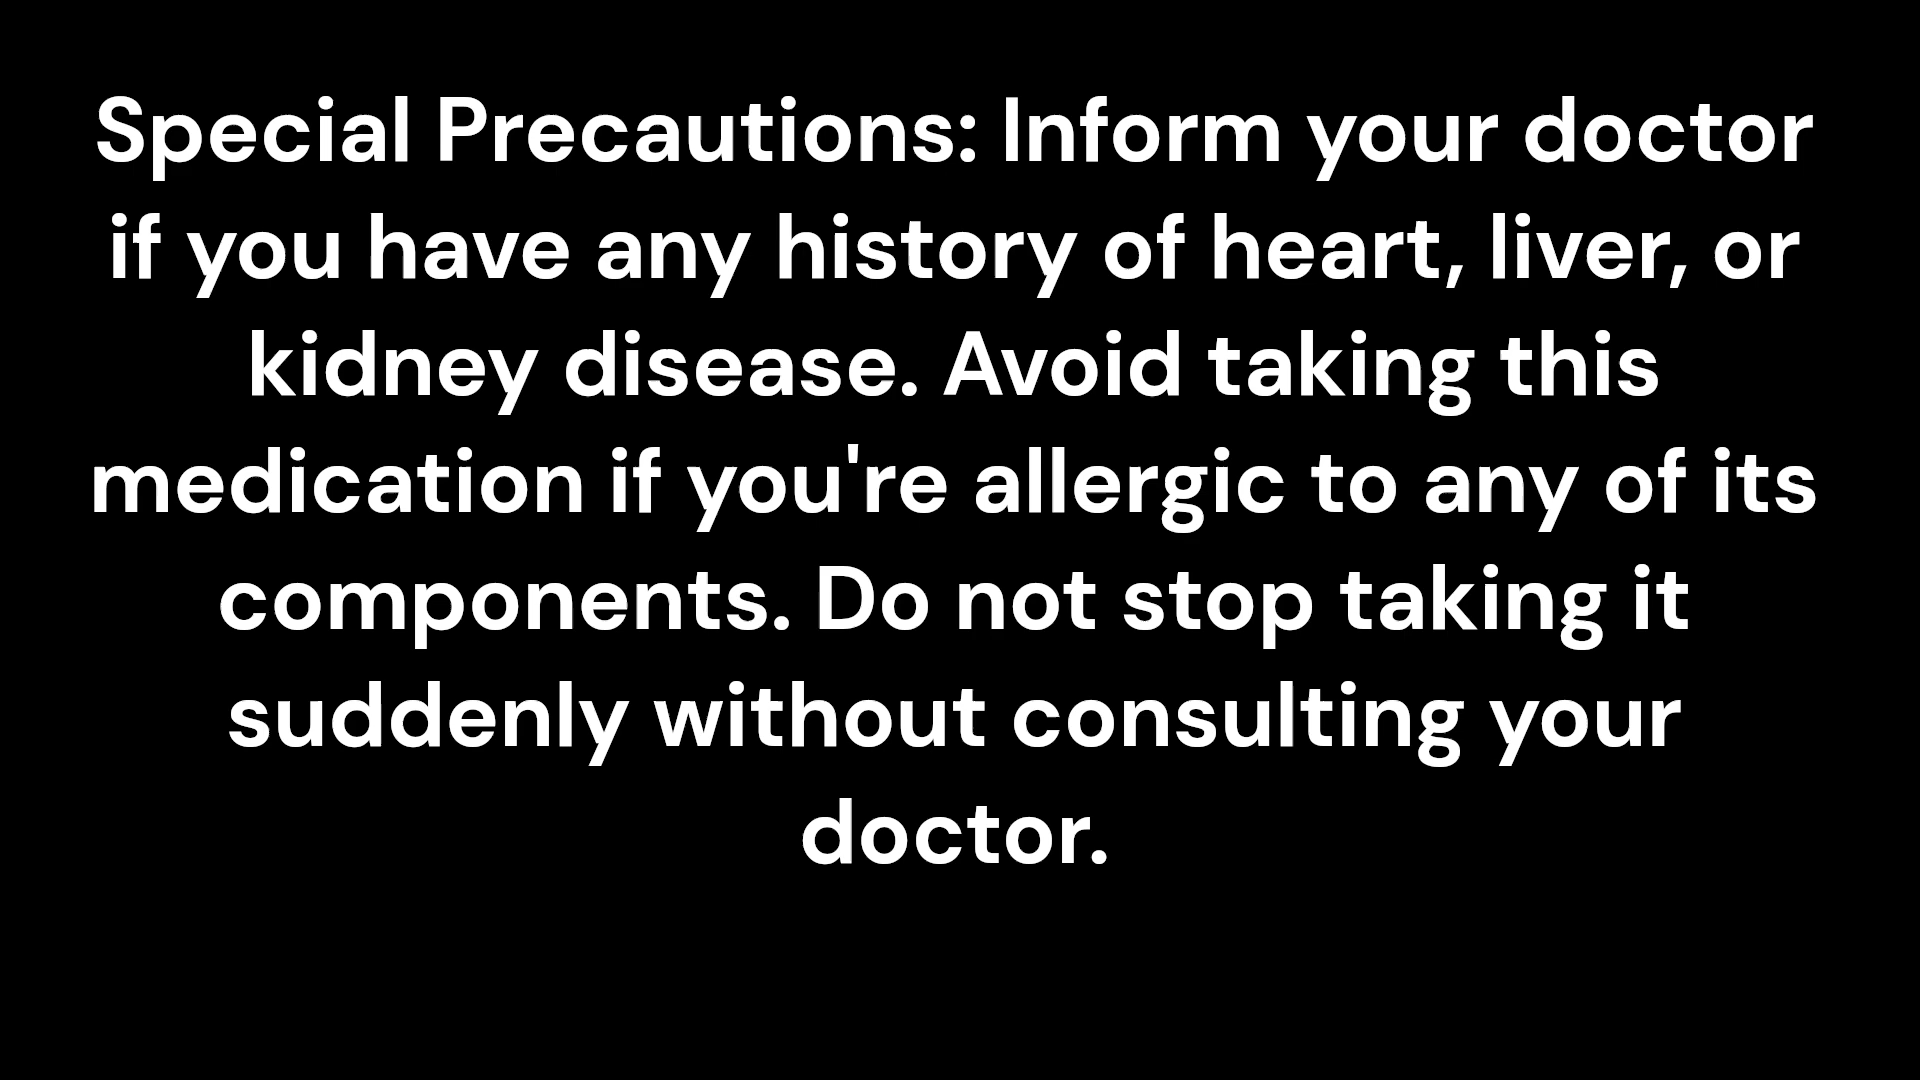 Special Precautions: Inform your doctor
if you have any history of heart, liver, or
kidney disease. Avoid taking this
medication if you're allergic to any of its
components. Do not stop taking it
suddenly without consulting your
doctor.